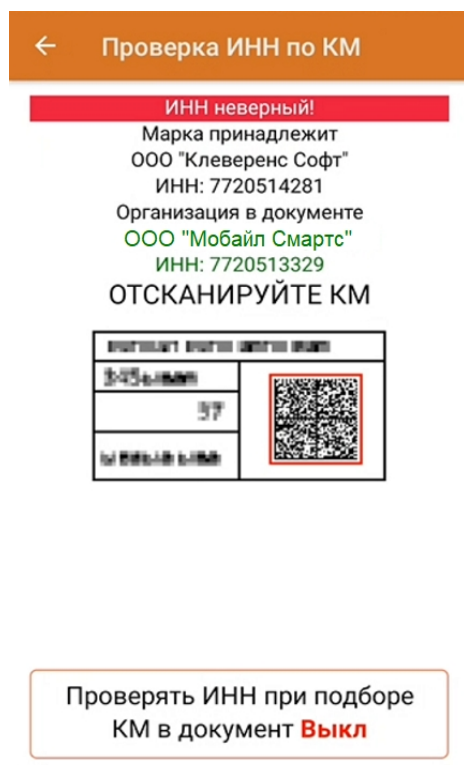 Проверка ИНН по КМ
ИНН неверный!
Марка принадлежит
ООО "Клеверенс Софт"
ИНН: 7720514281
Организация в документе
ООО "Мобайл Смартс"
ИНН: 7720513329
ОТСКАНИРУЙТЕ КМ
37
Проверять ИНН при подборе
КМ в документ Выкл